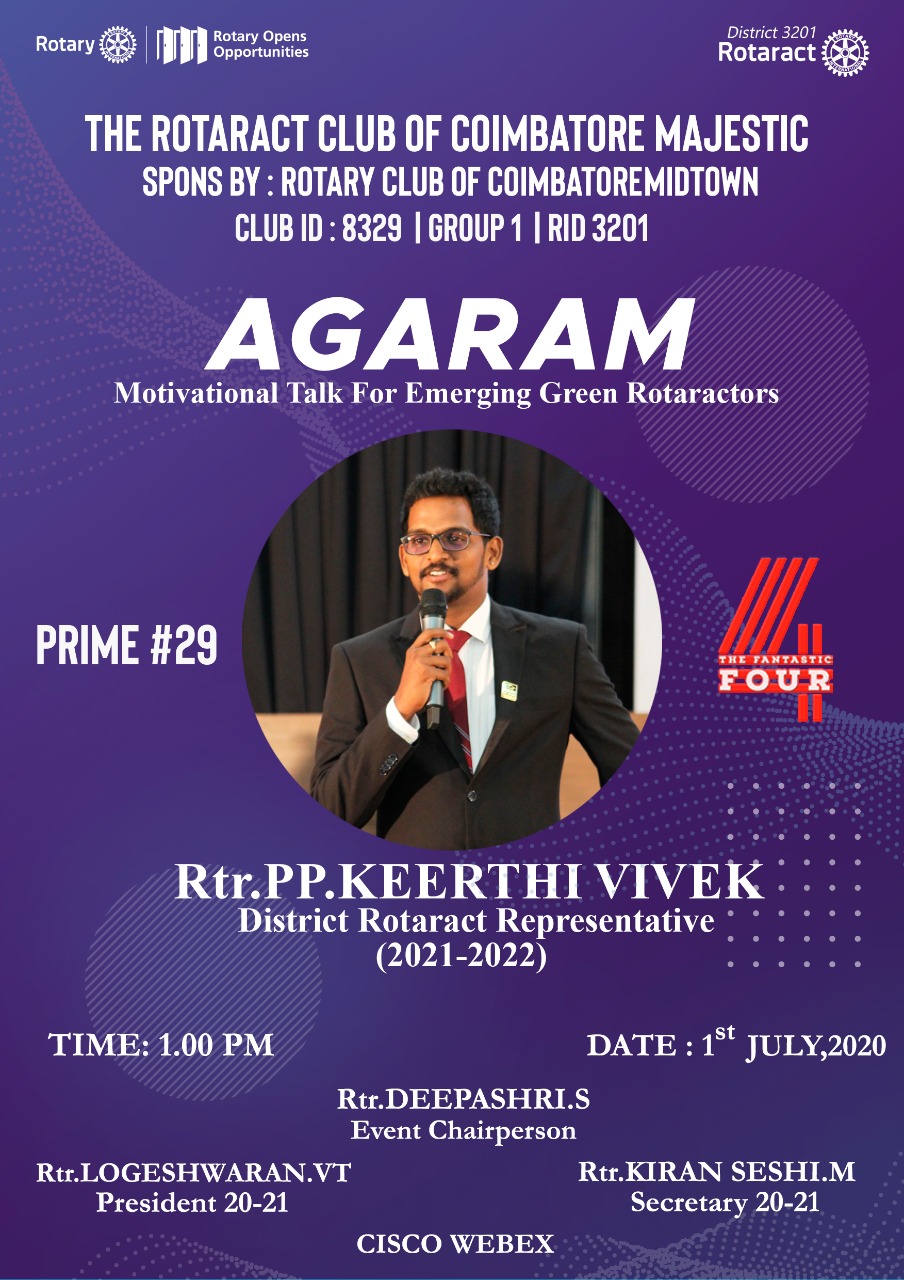 Rotary
Rotary Opens
Opportunities
District 3201
Rotaract
THE ROTARACT CLUB OF COIMBATORE MAJESTIC
SPONS BY : ROTARY CLUB OF COIMBATOREMIDTOWN
CLUB ID : 8329 | GROUP 1 | RID 3201
AGARAM
Motivational Talk For Emerging Green Rotaractors
PRIME #29
4
THE FANTASTIC
FOUR
Rtr.PP.KEERTHI VIVEK
District Rotaract Representative
(2021-2022)
TIME: 1.00 PM
DATE : 1st JULY,2020
Rtr.DEEPASHRI.S
Event Chairperson
Rtr.LOGESHWARAN.VT
President 20-21
Rtr.KIRAN SESHI.M
Secretary 20-21
CISCO WEBEX